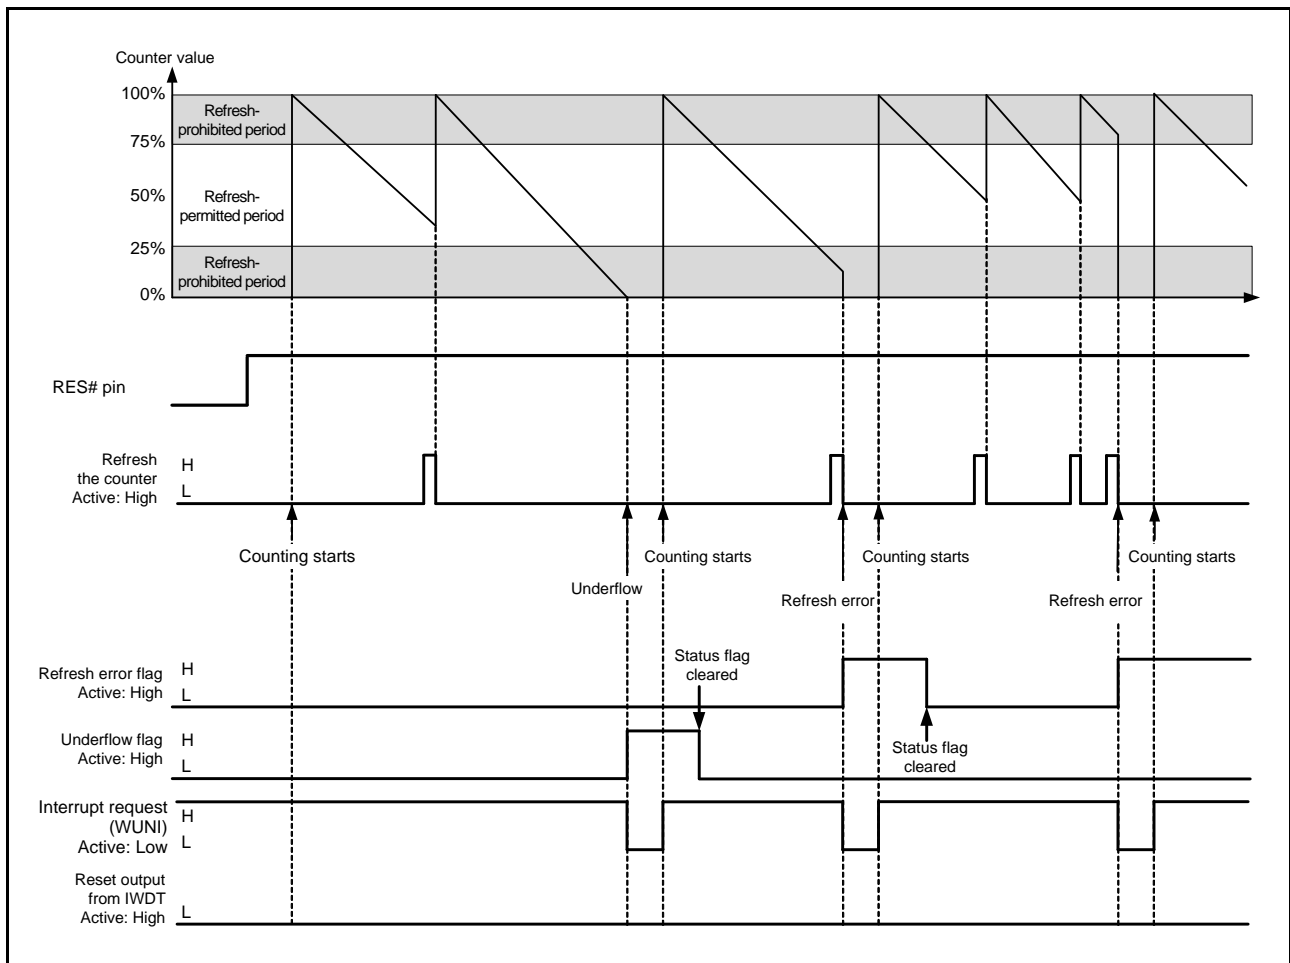 Counter value
100%
Refresh-
prohibited period
75%
50%
Refresh-
permitted period
25%
Refresh-
prohibited period
0%
RES# pin
Refresh
the counter
Active: High
H
L
Counting starts
Counting starts
Counting starts
Counting starts
Underflow
Refresh error
Refresh error
Refresh error flag
Active: High
H
L
Status flag
cleared
Status flag
cleared
Underflow flag
Active: High
H
L
Interrupt request
(WUNI)
Active: Low
H
L
Reset output
from IWDT
Active: High
L